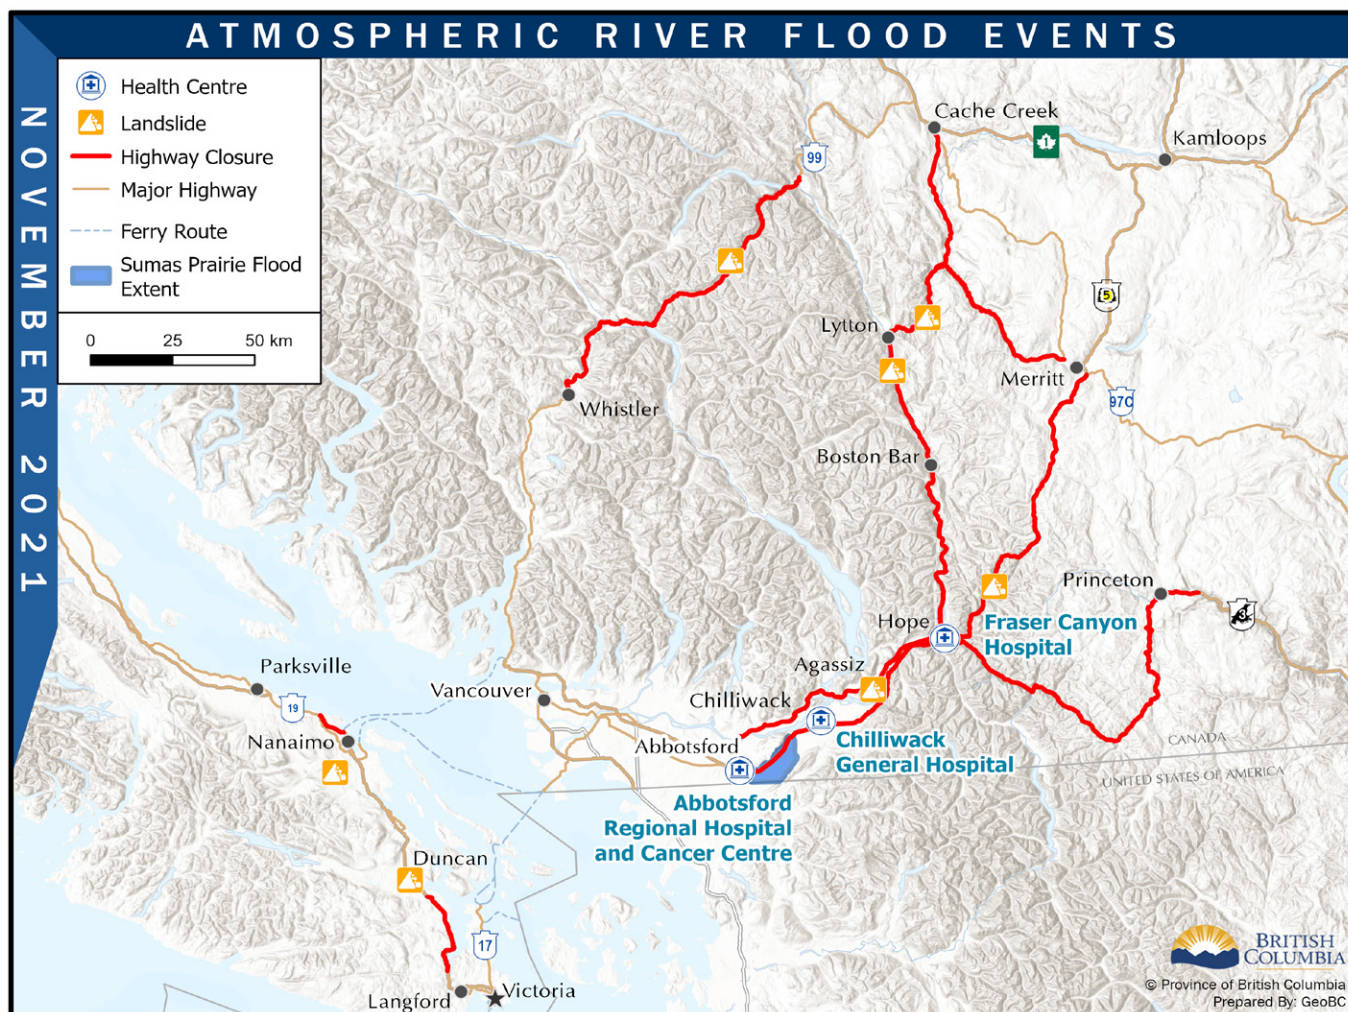 ATMOSPHERIC RIVER FLOOD EVENTS
NOVEMBER 2021
Health Centre
Landslide
Highway Closure
Major Highway
Ferry Route
Sumas Prairie Flood
Extent
0 25 50 km
Cache Creek
1
Kamloops
99
5
Lytton
Merritt
97C
Whistler
Boston Bar
Princeton
3
Hope
Fraser Canyon
Hospital
Agassiz
Parksville
Vancouver
Chilliwack
19
Nanaimo
Abbotsford
Chilliwack
General Hospital
CANADA
UNITED STATES OF AMERICA
Abbotsford
Regional Hospital
and Cancer Centre
Duncan
17
Langford
Victoria
BRITISH
COLUMBIA
© Province of British Columbia
Prepared By: GeoBC